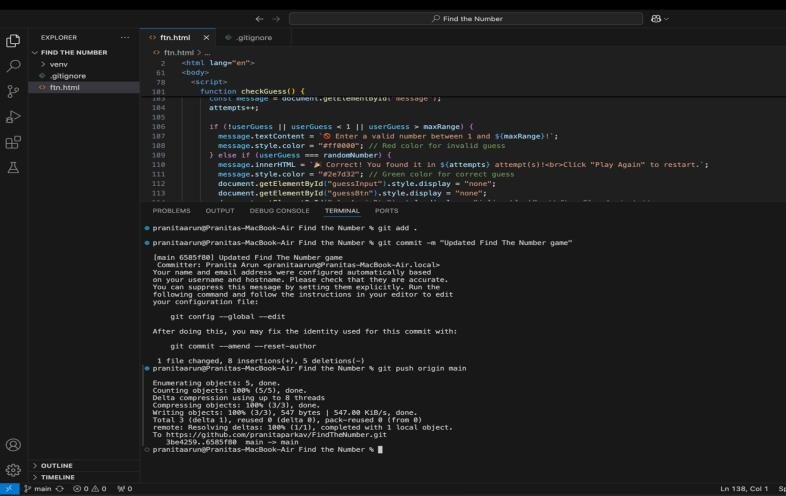 Find the Number
EXPLORER
FIND THE NUMBER
venv
.gitignore
ftn.html
ftn.html
.gitignore
ftn.html > ...
2 <html lang="en">
61 <body>
78 <script>
101 function checkGuess() {
103 const message = document.getElementById("message");
104 attempts++;
105
106 if (!userGuess || userGuess < 1 || userGuess > maxRange) {
107 message.textContent = `🚫 Enter a valid number between 1 and ${maxRange}!`;
108 message.style.color = "#ff0000"; // Red color for invalid guess
109 } else if (userGuess === randomNumber) {
110 message.innerHTML = `🎉 Correct! You found it in ${attempts} attempt(s)!<br>Click "Play Again" to restart.`;
111 message.style.color = "#2e7d32"; // Green color for correct guess
112 document.getElementById("guessInput").style.display = "none";
113 document.getElementById("guessBtn").style.display = "none";
PROBLEMS OUTPUT DEBUG CONSOLE TERMINAL PORTS
pranitaarun@Pranitas-MacBook-Air Find the Number % git add .
pranitaarun@Pranitas-MacBook-Air Find the Number % git commit -m "Updated Find The Number game"
[main 6585f80] Updated Find The Number game
Committer: Pranita Arun <pranitaarun@Pranitas-MacBook-Air.local>
Your name and email address were configured automatically based
on your username and hostname. Please check that they are accurate.
You can suppress this message by setting them explicitly. Run the
following command and follow the instructions in your editor to edit
your configuration file:
git config --global --edit
After doing this, you may fix the identity used for this commit with:
git commit --amend --reset-author
1 file changed, 8 insertions(+), 5 deletions(-)
pranitaarun@Pranitas-MacBook-Air Find the Number % git push origin main
Enumerating objects: 5, done.
Counting objects: 100% (5/5), done.
Delta compression using up to 8 threads
Compressing objects: 100% (3/3), done.
Writing objects: 100% (3/3), 547 bytes | 547.00 KiB/s, done.
Total 3 (delta 1), reused 0 (delta 0), pack-reused 0 (from 0)
remote: Resolving deltas: 100% (1/1), completed with 1 local object.
To https://github.com/pranitaparkav/FindTheNumber.git
3be4259..6585f80 main -> main
pranitaarun@Pranitas-MacBook-Air Find the Number %
OUTLINE
TIMELINE
main 0 0 0 Ln 138, Col 1 Sp